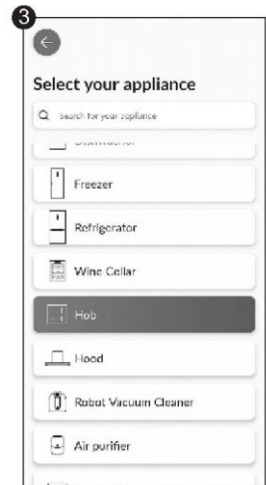 3
Select your appliance
Search for your appliance
Dishwasher
Freezer
Refrigerator
Wine Cellar
Hob
Hood
Robot Vacuum Cleaner
Air purifier